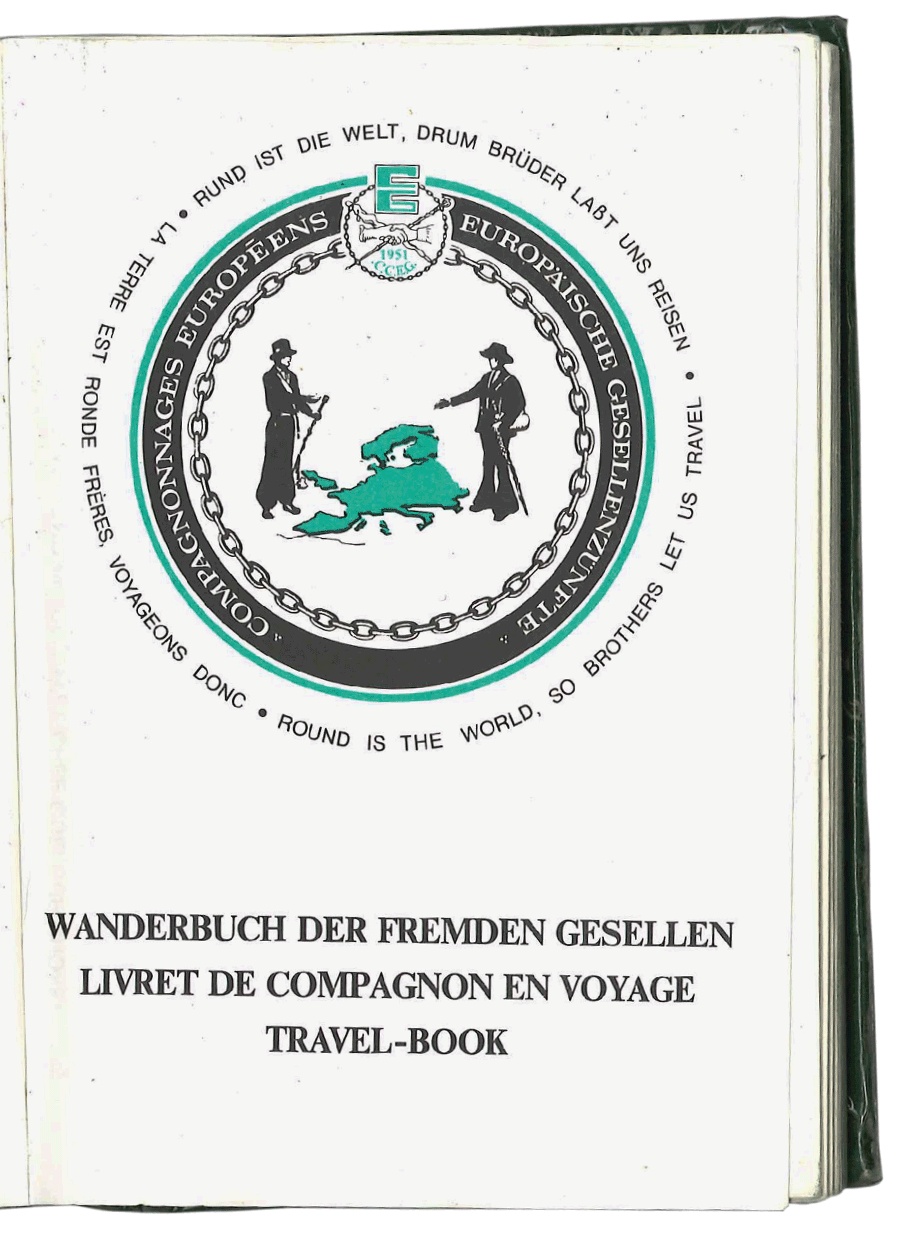 RUND IST DIE WELT, DRUM BRÜDER LAßT UNS REISEN •
ROUND IS THE WORLD, SO BROTHERS LET US TRAVEL •
LA TERRE EST RONDE FRÈRES, VOYAGEONS DONC •
COMPAGNONNAGES EUROPÉENS
EUROPÄISCHE GESELLENZÜNFTE
E E
1951
C.C.E.G.
WANDERBUCH DER FREMDEN GESELLEN
LIVRET DE COMPAGNON EN VOYAGE
TRAVEL-BOOK